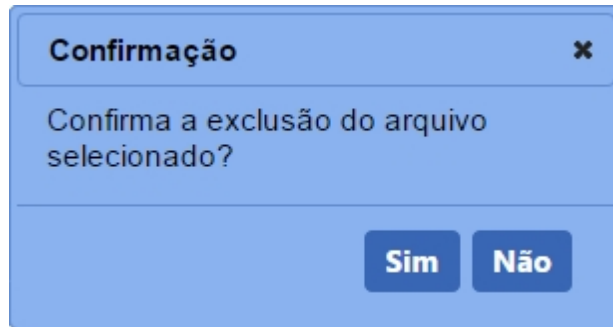 Confirmação
Confirma a exclusão do arquivo
selecionado?
Sim Não